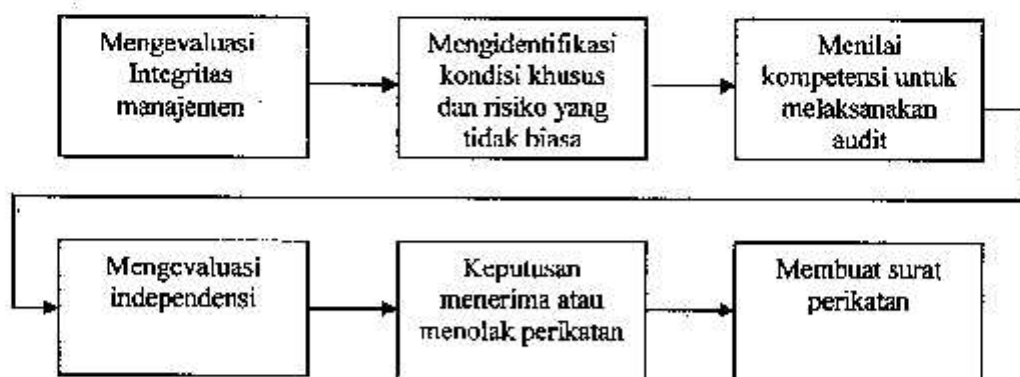 Mengevaluasi
Integritas
manajemen
Mengidentifikasi
kondisi khusus
dan risiko yang
tidak biasa
Menilai
kompetensi untuk
melaksanakan
audit
Mengevaluasi
independensi
Keputusan
menerima atau
menolak perikatan
Membuat surat
perikatan